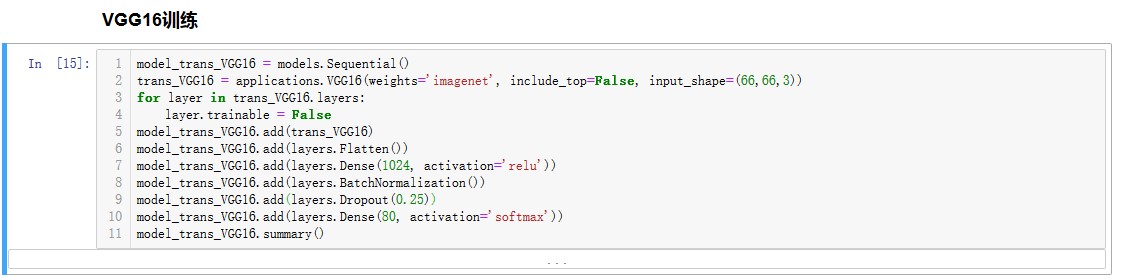 VGG16训练
In [15]:
1 model_trans_VGG16 = models.Sequential()
2 trans_VGG16 = applications.VGG16(weights='imagenet', include_top=False, input_shape=(66,66,3))
3 for layer in trans_VGG16.layers:
4     layer.trainable = False
5 model_trans_VGG16.add(trans_VGG16)
6 model_trans_VGG16.add(layers.Flatten())
7 model_trans_VGG16.add(layers.Dense(1024, activation='relu'))
8 model_trans_VGG16.add(layers.BatchNormalization())
9 model_trans_VGG16.add(layers.Dropout(0.25))
10 model_trans_VGG16.add(layers.Dense(80, activation='softmax'))
11 model_trans_VGG16.summary()
...